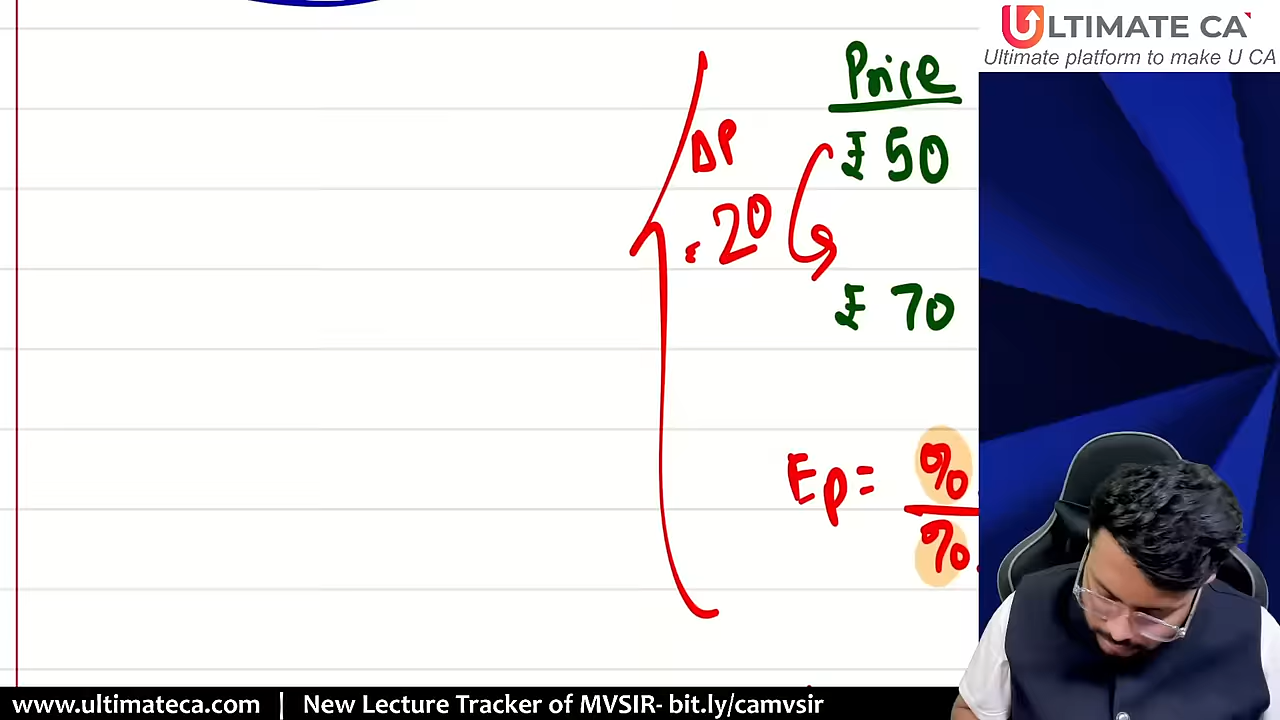 ULTIMATE CA
Ultimate platform to make U CA
Price
₹ 50
ΔP
= 20
₹ 70
Ep = %
%
www.ultimateca.com | New Lecture Tracker of MVSIR- bit.ly/camvsir